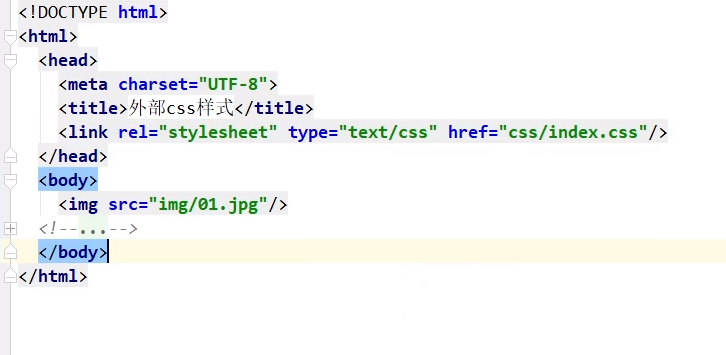 <!DOCTYPE html>
<html>
<head>
<meta charset="UTF-8">
<title>外部css样式</title>
<link rel="stylesheet" type="text/css" href="css/index.css"/>
</head>
<body>
<img src="img/01.jpg"/>
<!--...-->
</body>
</html>